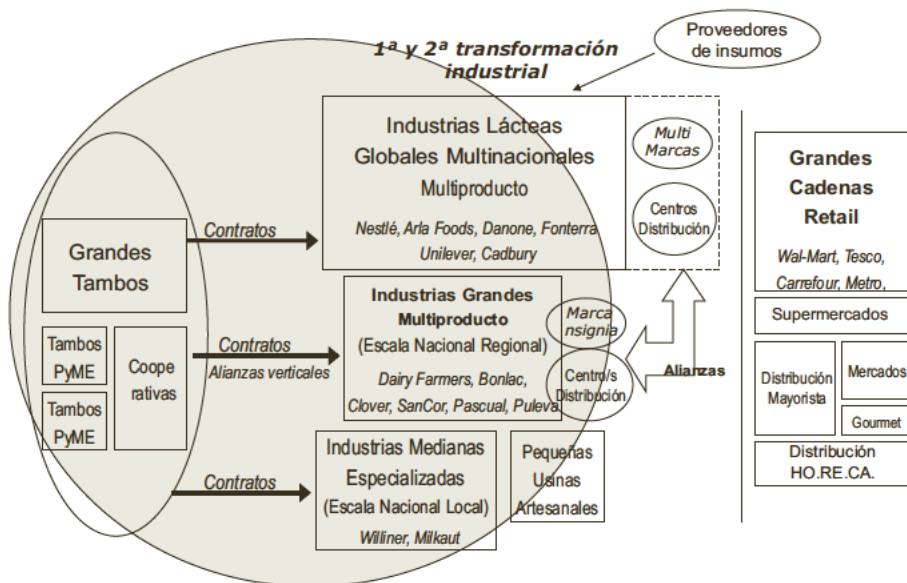 Proveedores
de insumos
1ª y 2ª transformación
industrial
Industrias Lácteas
Globales Multinacionales
Multiproducto
Nestlé, Arla Foods, Danone, Fonterra
Unilever, Cadbury
Multi
Marcas
Centros
Distribución
Grandes
Cadenas
Retail
Wal-Mart, Tesco,
Carrefour, Metro,
Contratos
Grandes
Tambos
Industrias Grandes
Multiproducto
(Escala Nacional Regional)
Dairy Farmers, Bonlac,
Clover, SanCor, Pascual, Puleva
Marca
nsignia
Centro/s
Distribución
Alianzas
Supermercados
Tambos
PyME
Tambos
PyME
Coope
rativas
Contratos
Alianzas verticales
Distribución
Mayorista
Mercados
Gourmet
Distribución
HO.RE.CA.
Contratos
Industrias Medianas
Especializadas
(Escala Nacional Local)
Williner, Milkaut
Pequeñas
Usinas
Artesanales